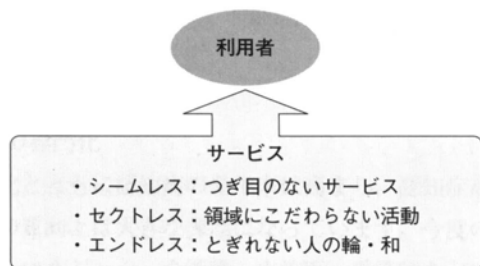 利用者
サービス
・シームレス：つぎ目のないサービス
・セクトレス：領域にこだわらない活動
・エンドレス：とぎれない人の輪・和